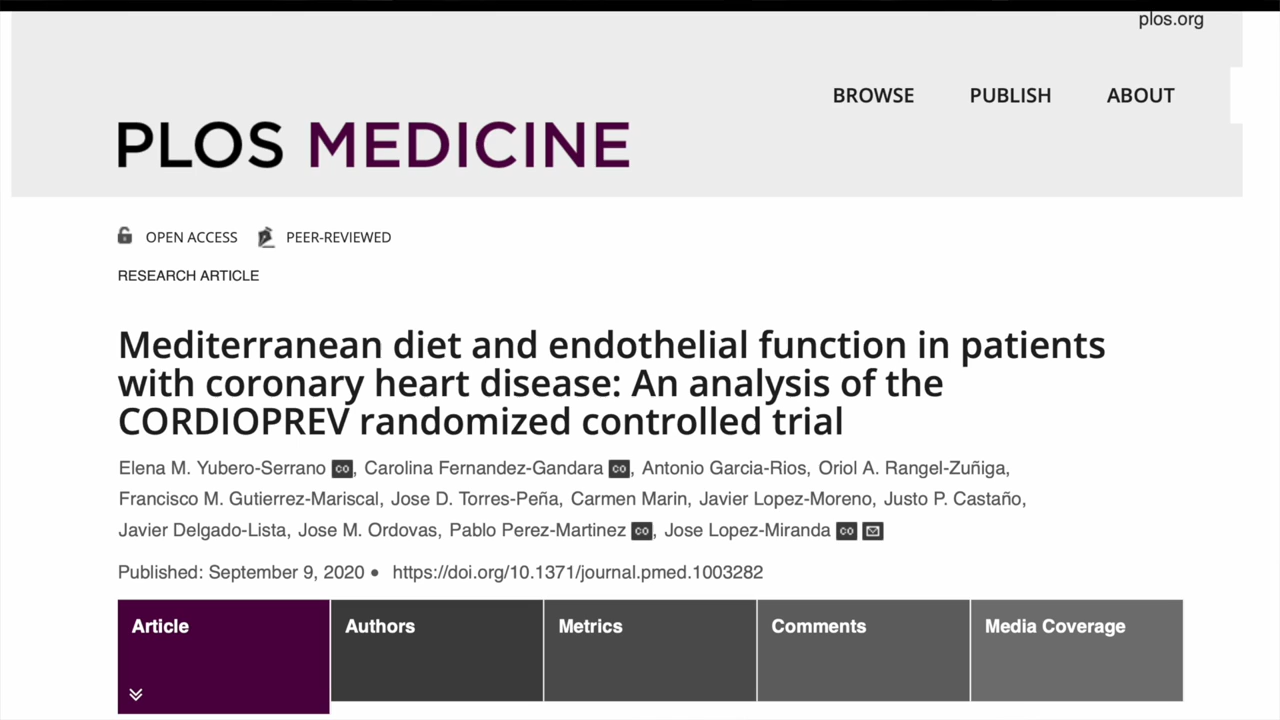 plos.org
BROWSE PUBLISH ABOUT
PLOS MEDICINE
OPEN ACCESS PEER-REVIEWED
RESEARCH ARTICLE
Mediterranean diet and endothelial function in patients
with coronary heart disease: An analysis of the
CORDIOPREV randomized controlled trial
Elena M. Yubero-Serrano co, Carolina Fernandez-Gandara co, Antonio Garcia-Rios, Oriol A. Rangel-Zuñiga,
Francisco M. Gutierrez-Mariscal, Jose D. Torres-Peña, Carmen Marin, Javier Lopez-Moreno, Justo P. Castaño,
Javier Delgado-Lista, Jose M. Ordovas, Pablo Perez-Martinez co, Jose Lopez-Miranda co
Published: September 9, 2020 • https://doi.org/10.1371/journal.pmed.1003282
Article Authors Metrics Comments Media Coverage